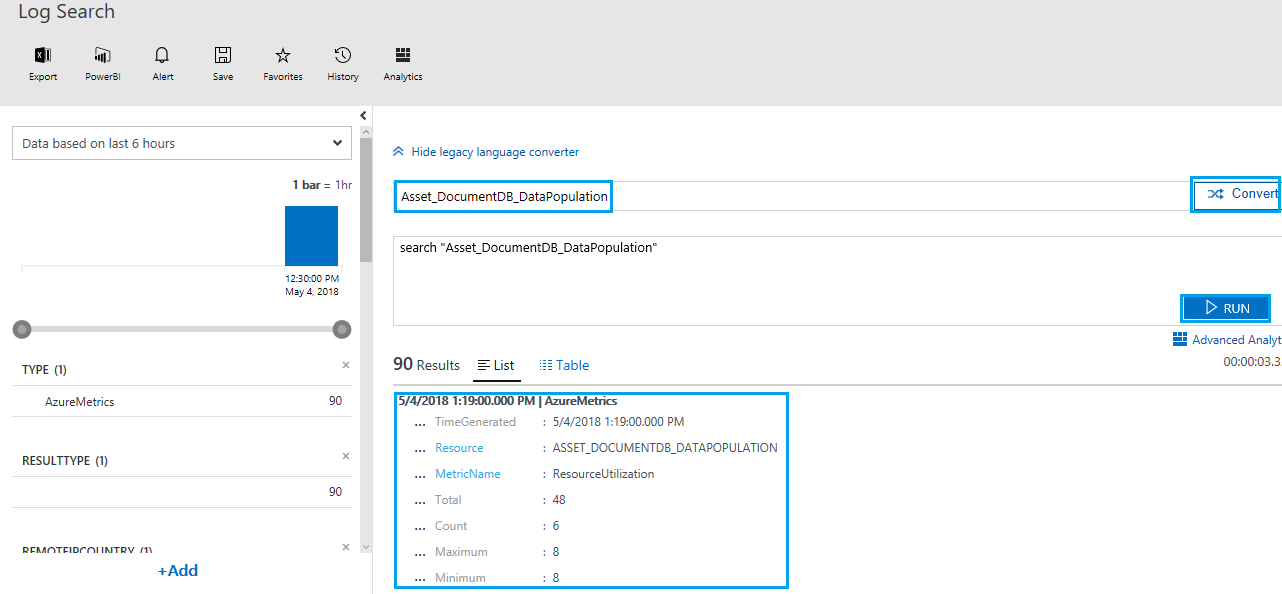 Log Search
Export PowerBI Alert Save Favorites History Analytics
Data based on last 6 hours
1 bar = 1hr
12:30:00 PM
May 4, 2018
TYPE (1)
AzureMetrics 90
RESULTTYPE (1)
90
REMOTEIPCOUNTRY (1)
+Add
Hide legacy language converter
Asset_DocumentDB_DataPopulation
Convert
search "Asset_DocumentDB_DataPopulation"
RUN
Advanced Analyt
90 Results List Table
00:00:03.3
5/4/2018 1:19:00.000 PM | AzureMetrics
... TimeGenerated : 5/4/2018 1:19:00.000 PM
... Resource : ASSET_DOCUMENTDB_DATAPOPULATION
... MetricName : ResourceUtilization
... Total : 48
... Count : 6
... Maximum : 8
... Minimum : 8